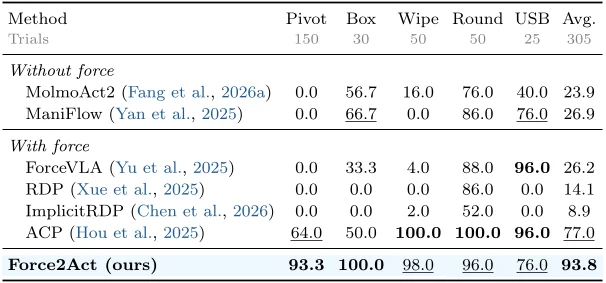 Method Pivot Box Wipe Round USB Avg.
Trials 150 30 50 50 25 305
Without force
MolmoAct2 (Fang et al., 2026a) 0.0 56.7 16.0 76.0 40.0 23.9
ManiFlow (Yan et al., 2025) 0.0 66.7 0.0 86.0 76.0 26.9
With force
ForceVLA (Yu et al., 2025) 0.0 33.3 4.0 88.0 96.0 26.2
RDP (Xue et al., 2025) 0.0 0.0 0.0 86.0 0.0 14.1
ImplicitRDP (Chen et al., 2026) 0.0 0.0 2.0 52.0 0.0 8.9
ACP (Hou et al., 2025) 64.0 50.0 100.0 100.0 96.0 77.0
Force2Act (ours) 93.3 100.0 98.0 96.0 76.0 93.8